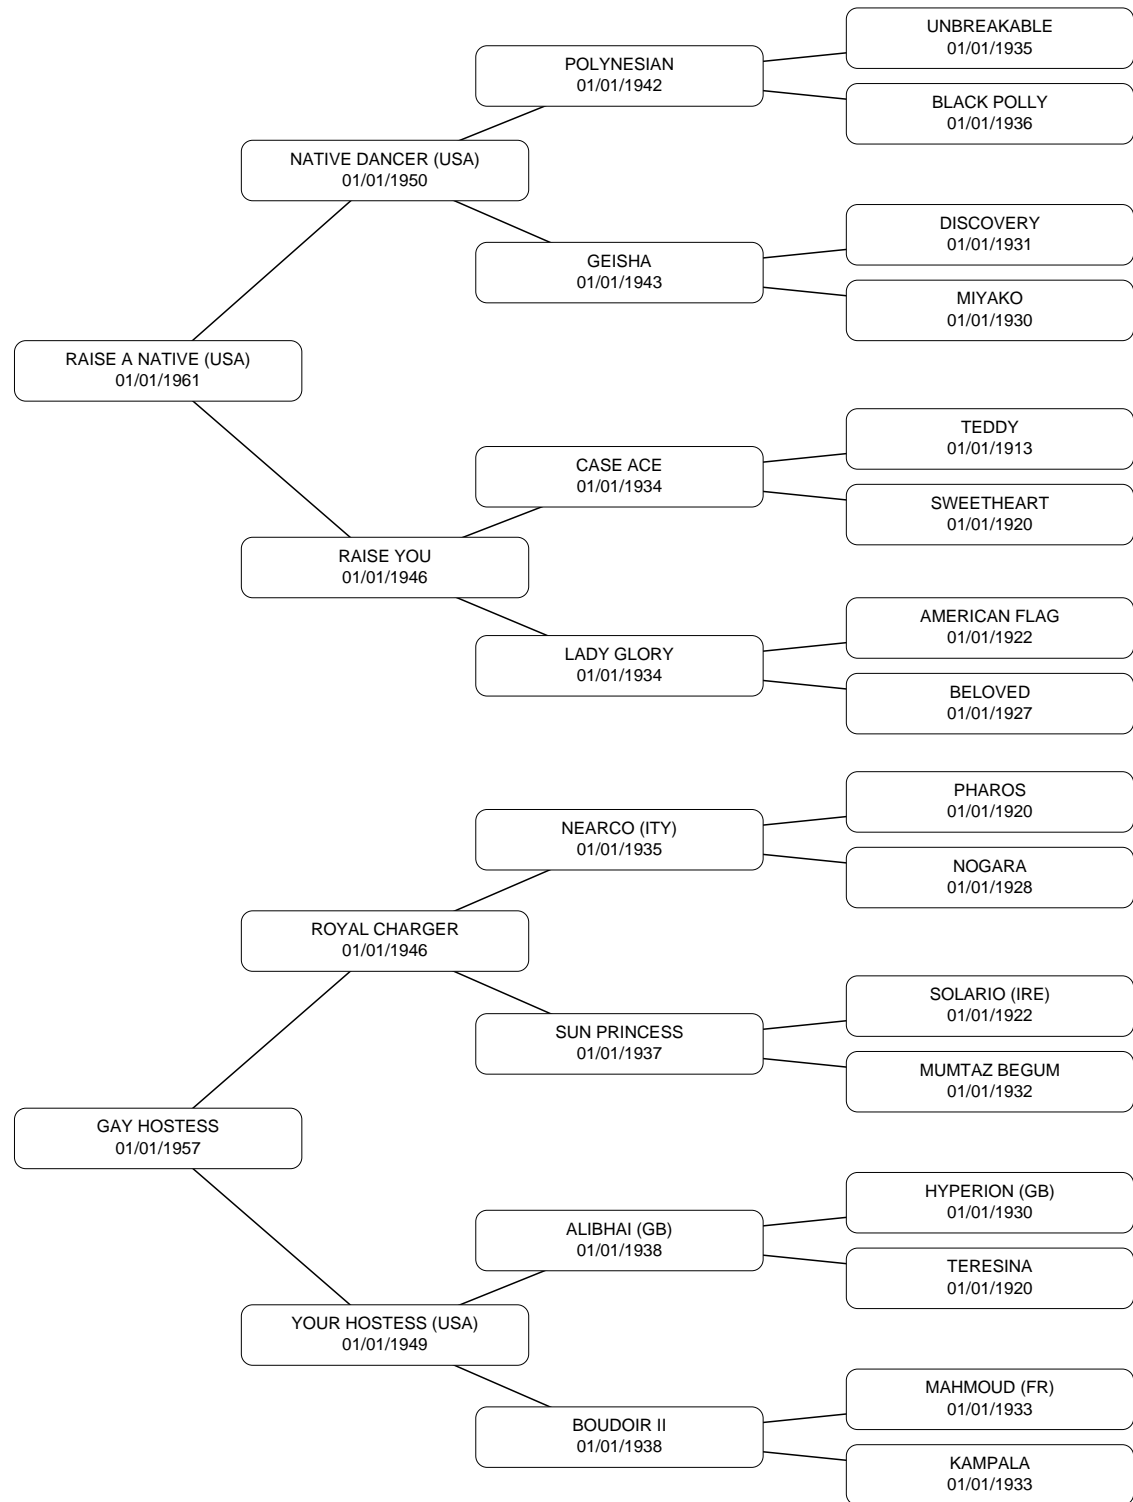 UNBREAKABLE
01/01/1935
POLYNESIAN
01/01/1942
BLACK POLLY
01/01/1936
NATIVE DANCER (USA)
01/01/1950
DISCOVERY
01/01/1931
GEISHA
01/01/1943
MIYAKO
01/01/1930
RAISE A NATIVE (USA)
01/01/1961
TEDDY
01/01/1913
CASE ACE
01/01/1934
SWEETHEART
01/01/1920
RAISE YOU
01/01/1946
AMERICAN FLAG
01/01/1922
LADY GLORY
01/01/1934
BELOVED
01/01/1927
PHAROS
01/01/1920
NEARCO (ITY)
01/01/1935
NOGARA
01/01/1928
ROYAL CHARGER
01/01/1946
SOLARIO (IRE)
01/01/1922
SUN PRINCESS
01/01/1937
MUMTAZ BEGUM
01/01/1932
GAY HOSTESS
01/01/1957
HYPERION (GB)
01/01/1930
ALIBHAI (GB)
01/01/1938
TERESINA
01/01/1920
YOUR HOSTESS (USA)
01/01/1949
MAHMOUD (FR)
01/01/1933
BOUDOIR II
01/01/1938
KAMPALA
01/01/1933